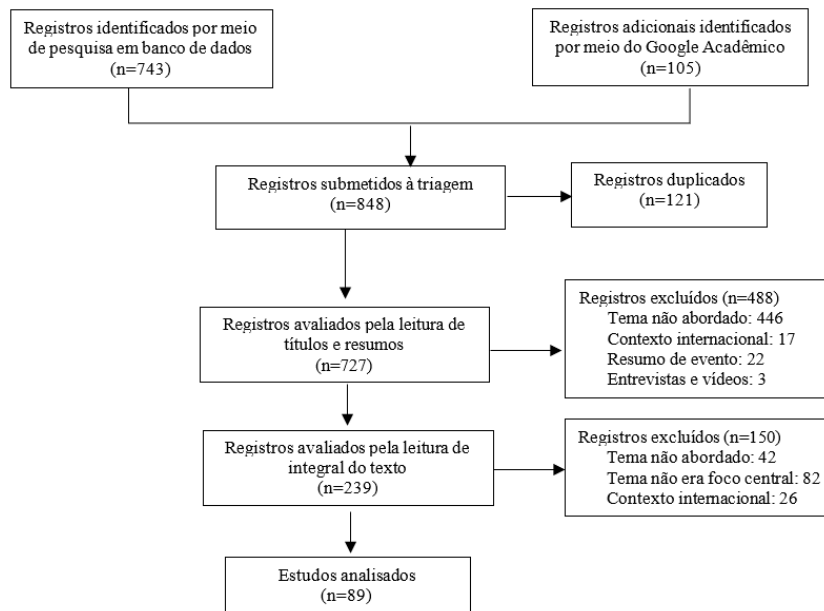 Registros identificados por meio
de pesquisa em banco de dados
(n=743)
Registros adicionais identificados
por meio do Google Acadêmico
(n=105)
Registros submetidos à triagem
(n=848)
Registros duplicados
(n=121)
Registros avaliados pela leitura de
títulos e resumos
(n=727)
Registros excluídos (n=488)
Tema não abordado: 446
Contexto internacional: 17
Resumo de evento: 22
Entrevistas e vídeos: 3
Registros avaliados pela leitura de
integral do texto
(n=239)
Registros excluídos (n=150)
Tema não abordado: 42
Tema não era foco central: 82
Contexto internacional: 26
Estudos analisados
(n=89)